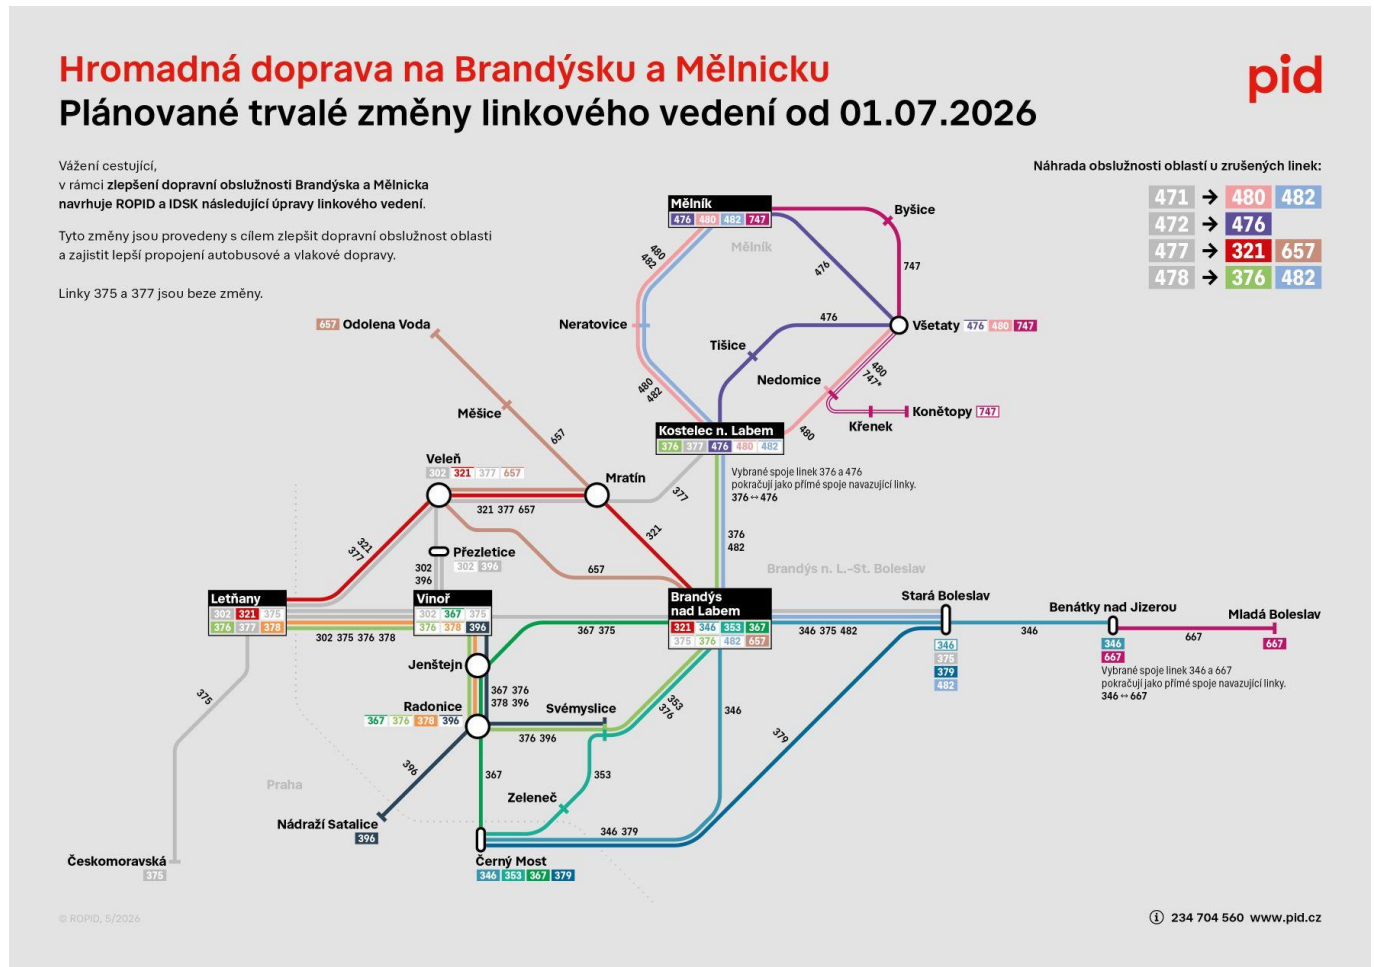 Hromadná doprava na Brandýsku a Mělnicku
Plánované trvalé změny linkového vedení od 01.07.2026
pid
Vážení cestující,
v rámci zlepšení dopravní obslužnosti Brandýska a Mělnicka
navrhuje ROPID a IDSK následující úpravy linkového vedení.
Tyto změny jsou provedeny s cílem zlepšit dopravní obslužnost oblasti
a zajistit lepší propojení autobusové a vlakové dopravy.
Linky 375 a 377 jsou beze změny.
Náhrada obslužnosti oblastí u zrušených linek:
471 → 480 482
472 → 476
477 → 321 657
478 → 376 482
Mělník
476 480 482 747
Mělník
Byšice
480
482
476
747
657 Odolena Voda
Neratovice
476
Všetaty 476 480 747
Tišice
480
747*
Nedomice
480
482
Měšice
Konětopy 747
Křenek
657
Kostelec n. Labem
376 377 476 480 482
480
Veleň
302 321 377 657
Mratín
377
Vybrané spoje linek 376 a 476
pokračují jako přímé spoje navazující linky.
376 ↔ 476
321 377 657
321
377
321
376
482
Přezletice
302 396
302
396
657
Brandýs n. L.–St. Boleslav
Letňany
302 321 375
376 377 378
Vinoř
302 367 375
376 378 396
Brandýs
nad Labem
321 346 353 367
375 376 482 657
Stará Boleslav
Benátky nad Jizerou
Mladá Boleslav
302 375 376 378
367 375
346 375 482
346
667
346
375
379
482
346
667
667
Vybrané spoje linek 346 a 667
pokračují jako přímé spoje navazující linky.
346 ↔ 667
Jenštejn
375
367 376
378 396
353
376
346
Radonice
367 376 378 396
Svémyslice
376 396
379
396
367
353
Praha
Zeleneč
Nádraží Satalice
396
346 379
Českomoravská
375
Černý Most
346 353 367 379
© ROPID, 5/2026
234 704 560 www.pid.cz